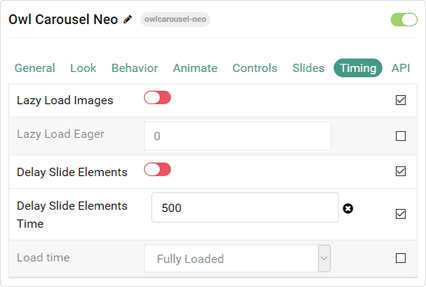 Owl Carousel Neo owlcarousel-neo
General Look Behavior Animate Controls Slides Timing API
Lazy Load Images
Lazy Load Eager 0
Delay Slide Elements
Delay Slide Elements 500
Time
Load time Fully Loaded